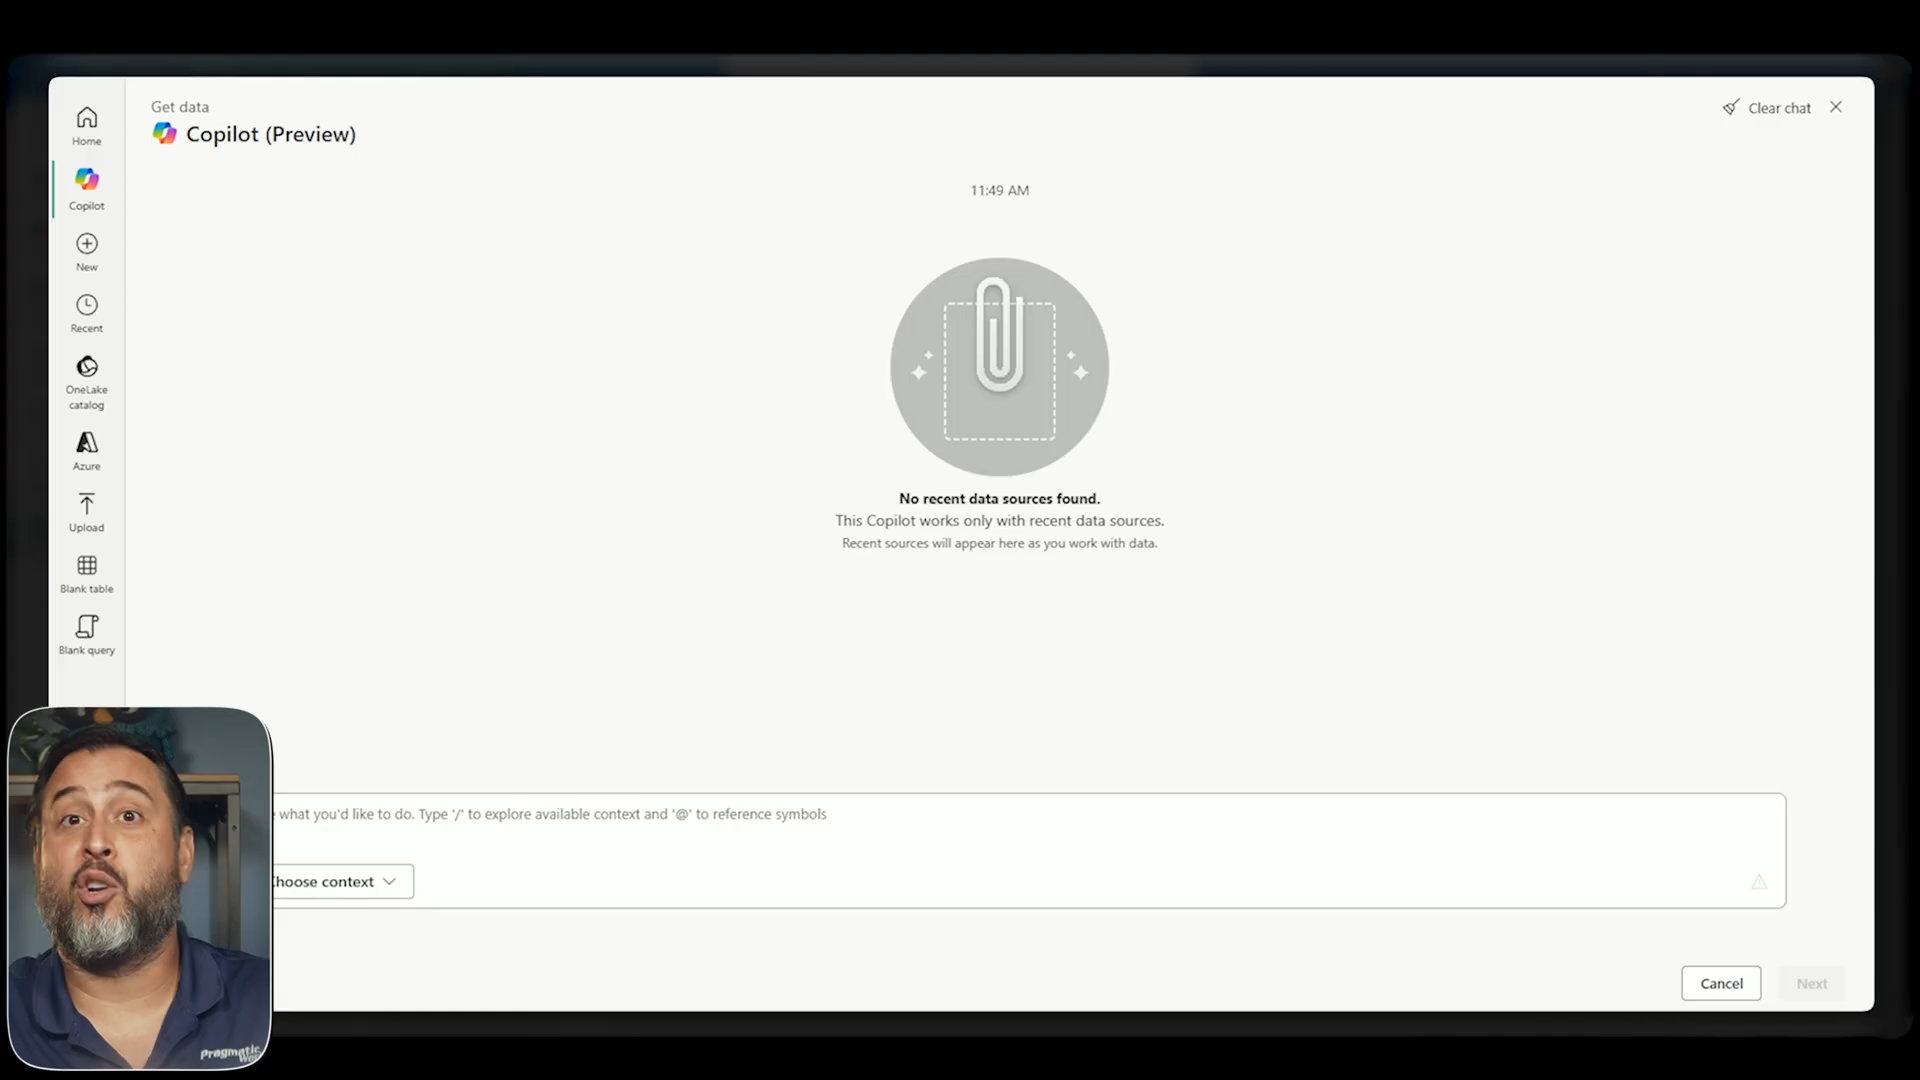 Get data
Copilot (Preview)
Clear chat
Home
Copilot
New
Recent
OneLake
catalog
Azure
Upload
Blank table
Blank query
11:49 AM
No recent data sources found.
This Copilot works only with recent data sources.
Recent sources will appear here as you work with data.
what you'd like to do. Type '/' to explore available context and '@' to reference symbols
hoose context
Cancel
Next
Pragmatic